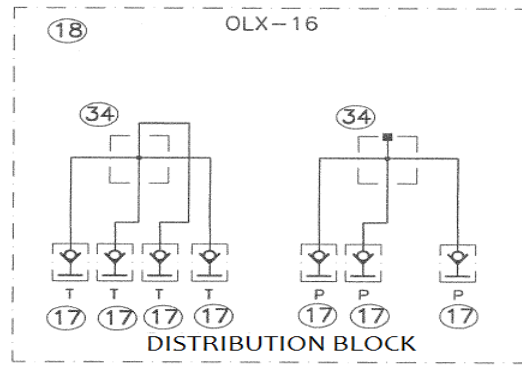 18 OLX-16
34 34
T T T T P P P
17 17 17 17 17 17 17
DISTRIBUTION BLOCK